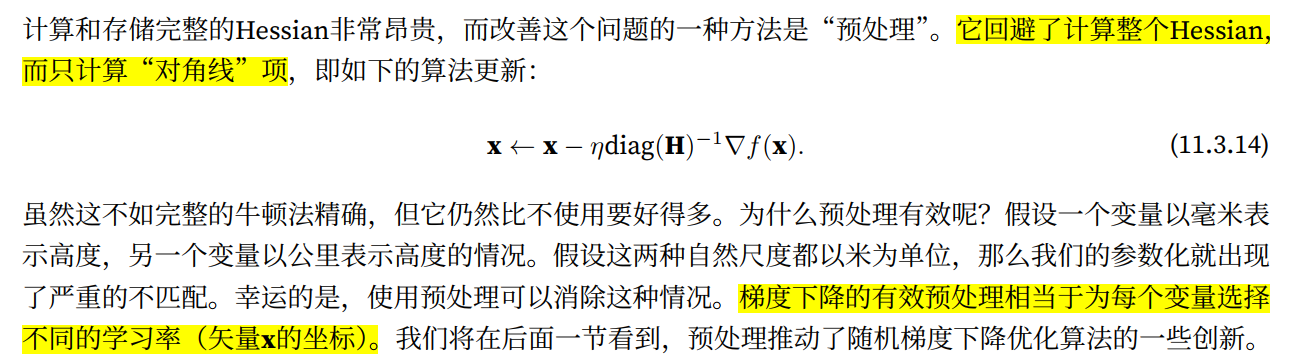 计算和存储完整的Hessian非常昂贵，而改善这个问题的一种方法是“预处理”。它回避了计算整个Hessian，
而只计算“对角线”项，即如下的算法更新：
x ← x − ηdiag(H)⁻¹∇f(x). (11.3.14)
虽然这不如完整的牛顿法精确，但它仍然比不使用要好得多。为什么预处理有效呢？假设一个变量以毫米表
示高度，另一个变量以公里表示高度的情况。假设这两种自然尺度都以米为单位，那么我们的参数化就出现
了严重的不匹配。幸运的是，使用预处理可以消除这种情况。梯度下降的有效预处理相当于为每个变量选择
不同的学习率（矢量x的坐标）。我们将在后面一节看到，预处理推动了随机梯度下降优化算法的一些创新。